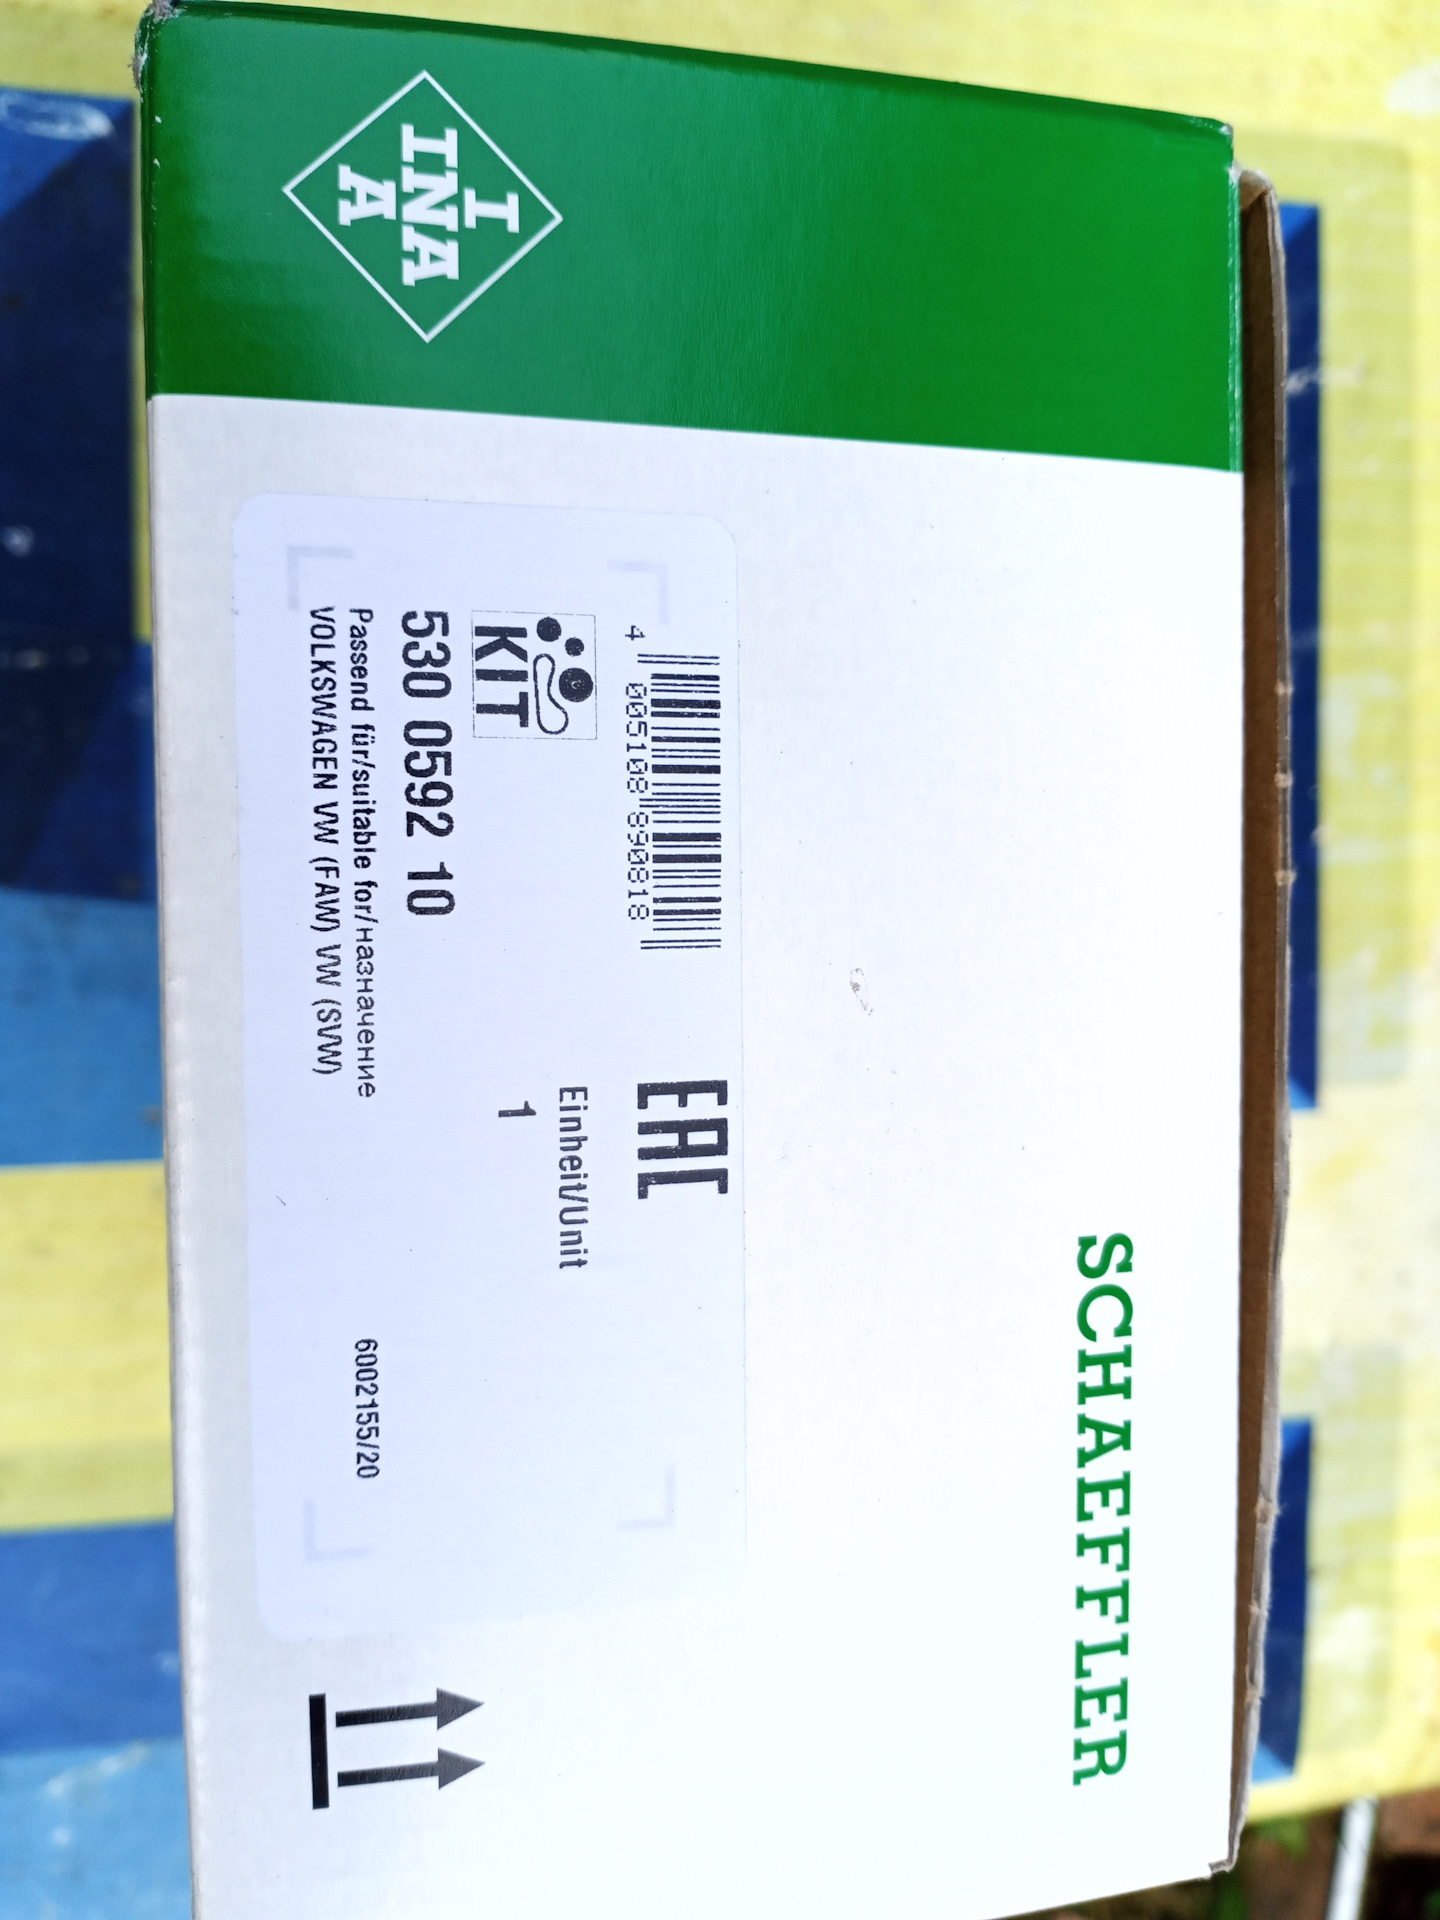 I
INA
A
SCHAEFFLER
4 005108 890818
EAC
KIT
Einheit/Unit
1
530 0592 10
Passend für/suitable for/назначение
6002155/20
VOLKSWAGEN VW (FAW) VW (SVW)